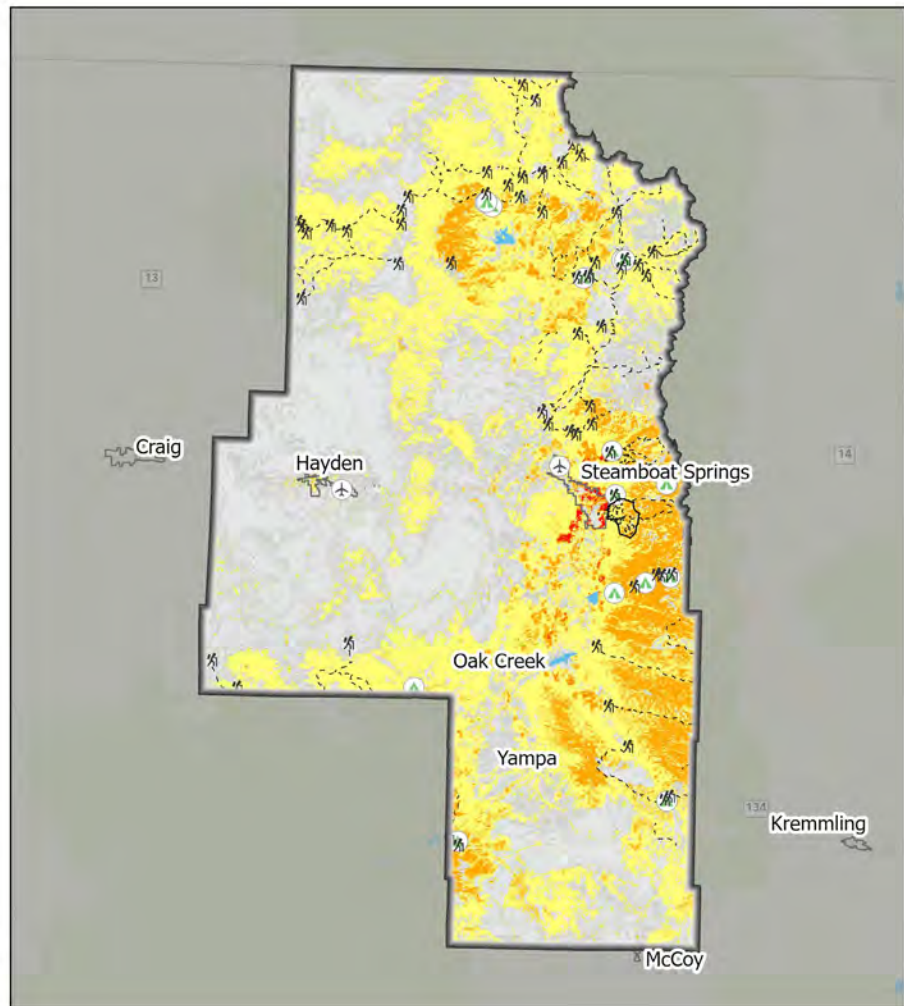 13
Craig
Hayden
14
Steamboat Springs
Oak Creek
Yampa
134
Kremmling
McCoy